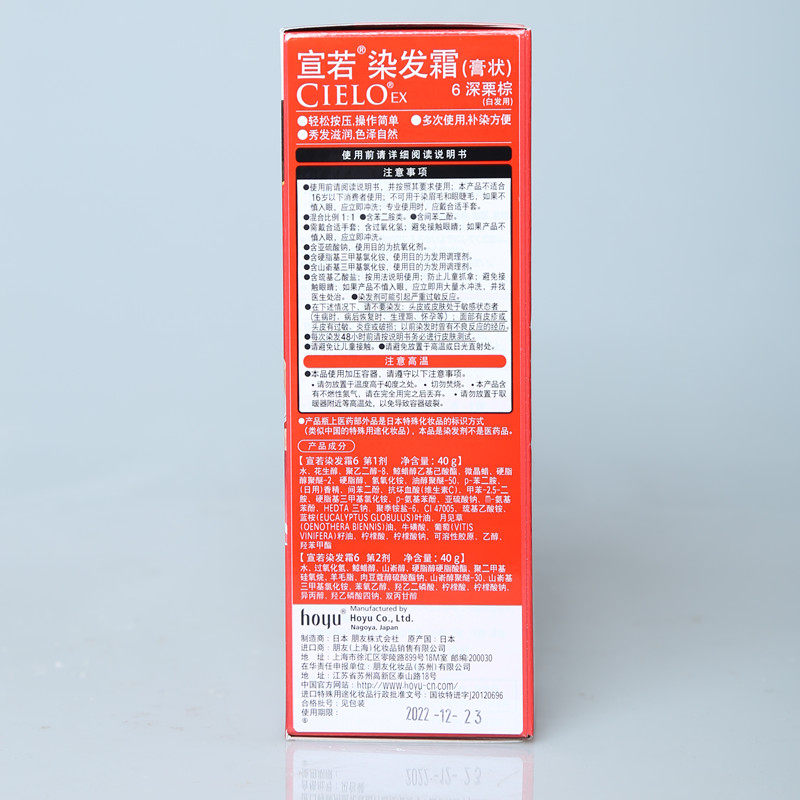 宣若® 染发霜(膏状)
CIELO® EX 6 深栗棕
(白发用)
●轻松按压,操作简单 ●多次使用,补染方便
●秀发滋润,色泽自然
使用前请详细阅读说明书
注意事项
●使用前请阅读说明书，并按照其要求使用；本产品不适合
16岁以下消费者使用；不可用于染眉毛和眼睫毛，如果不
慎入眼，应立即冲洗；专业使用时，应戴合适手套。
●混合比例 1:1 ●含苯二胺类。●含间苯二酚。
●需戴合适手套；含过氧化氢；避免接触眼睛；如果产品不
慎入眼，应立即冲洗。
●含亚硫酸钠，使用目的为抗氧化剂。
●含硬脂基三甲基氯化铵，使用目的为发用调理剂。
●含山嵛基三甲基氯化铵，使用目的为发用调理剂。
●含巯基乙酸盐；按用法说明使用；防止儿童抓拿；避免接
触眼睛；如果产品不慎入眼，应立即用大量水冲洗，并找
医生处治。●染发剂可能引起严重过敏反应。
●在下述情况下，请不要染发：头皮或皮肤处于敏感状态者
(生病时、病后恢复时、生理期、怀孕等)；面部有皮疹或
头皮有过敏、炎症或破损；以前染发时曾有不良反应的经历。
●每次染发48小时前请按说明书务必进行皮肤测试。
●请避免让儿童接触。●请避免放置于高温或日光直射处。
注意高温
●本品使用加压容器，请遵守以下注意事项。
・请勿放置于温度高于40度之处。・切勿焚烧。・本产品含
有不燃性氮气，请在完全用完之后丢弃。・请勿放置于取
暖器附近等高温处，以免导致容器破裂。
●产品瓶上医药部外品是日本特殊化妆品的标识方式
(类似中国的特殊用途化妆品)，本品是染发剂不是医药品。
产品成分
【宣若染发霜6 第1剂 净含量：40 g】
水、花生醇、聚乙二醇-8、鲸蜡醇乙基己酸酯、微晶蜡、硬脂
醇聚醚-2、硬脂醇、氢氧化铵、油醇聚醚-50、p-苯二胺、
(日用)香精、间苯二酚、抗坏血酸(维生素C)、甲苯-2,5-二
胺、硬脂基三甲基氯化铵、p-氨基苯酚、亚硫酸钠、m-氨基
苯酚、HEDTA 三钠、聚季铵盐-6、CI 47005、巯基乙酸铵、
蓝桉(EUCALYPTUS GLOBULUS)叶油、月见草
(OENOTHERA BIENNIS)油、牛磺酸、葡萄(VITIS
VINIFERA)籽油、柠檬酸、柠檬酸钠、可溶性胶原、乙醇、
羟苯甲酯
【宣若染发霜6 第2剂 净含量：40 g】
水、过氧化氢、鲸蜡醇、山嵛醇、硬脂醇硬脂酸酯、聚二甲基
硅氧烷、羊毛脂、肉豆蔻醇硫酸酯钠、山嵛醇聚醚-30、山嵛基
三甲基氯化铵、苯氧乙醇、羟乙二磷酸、柠檬酸、柠檬酸钠、
异丙醇、羟乙磷酸四钠、双丙甘醇
hoyu® Manufactured by
Hoyu Co., Ltd.
Nagoya, Japan
制造商：日本 朋友株式会社 原产国：日本
进口商：朋友(上海)化妆品销售有限公司
地 址：上海市徐汇区零陵路899号18M室 邮编:200030
在华责任申报单位：朋友化妆品(苏州)有限公司
地 址：江苏省苏州高新区泰山路18号
中国官方网站：http://www.hoyu-cn.com/
进口特殊用途化妆品行政批准文号：国妆特进字J20120696
合格批号：见包装
使用期限： 2022-12-23
⑥